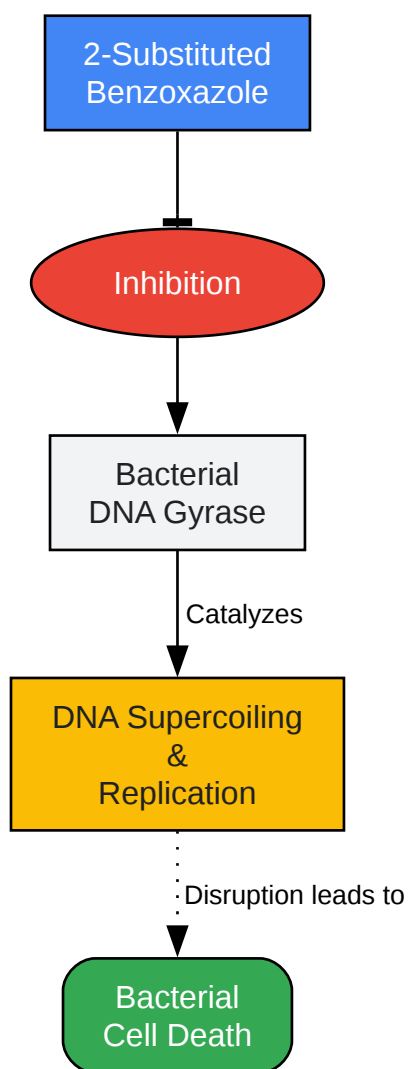 2-Substituted
Benzoxazole
Inhibition
Bacterial
DNA Gyrase
Catalyzes
DNA Supercoiling
&
Replication
Disruption leads to
Bacterial
Cell Death